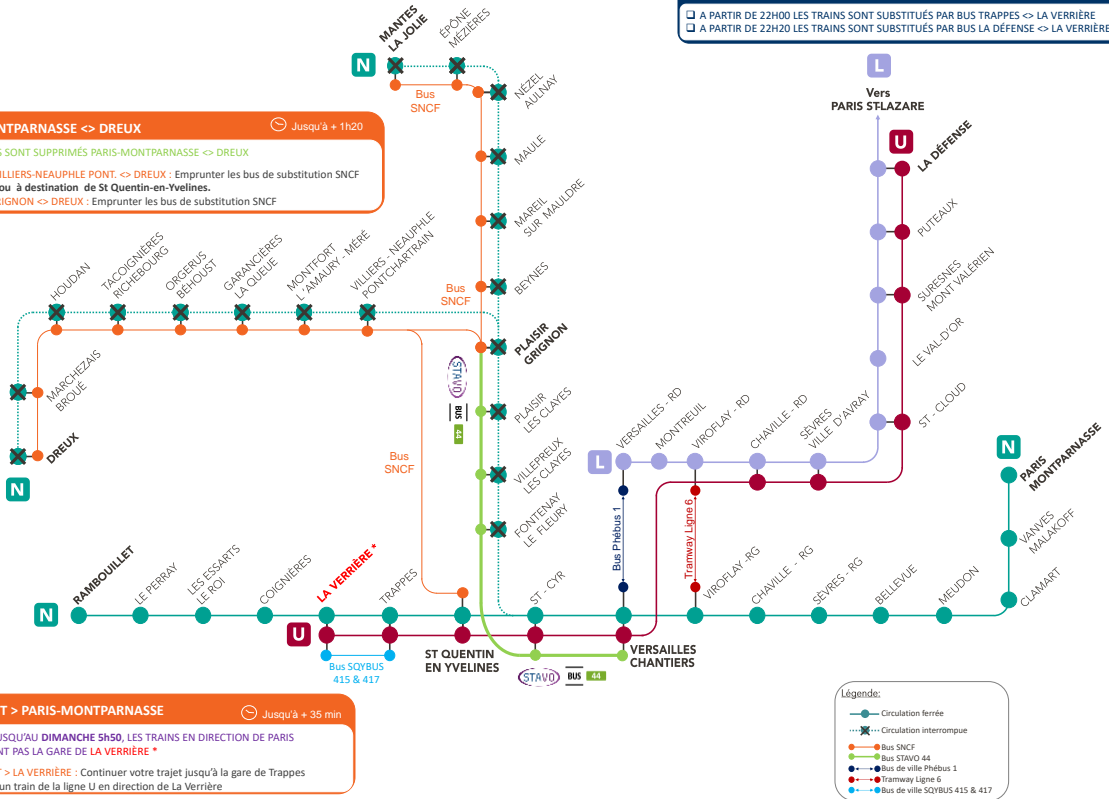 ❑ A PARTIR DE 22H00 LES TRAINS SONT SUBSTITUÉS PAR BUS TRAPPES <> LA VERRIÈRE
❑ A PARTIR DE 22H20 LES TRAINS SONT SUBSTITUÉS PAR BUS LA DÉFENSE <> LA VERRIÈRE
MANTES
LA JOLIE
ÉPÔNE
MÉZIÈRES
N
Bus
SNCF
NÉZEL
AULNAY
MAULE
MAREIL
SUR MAULDRE
BEYNES
Bus
SNCF
PLAISIR
GRIGNON
L
Vers
PARIS ST-LAZARE
U
LA DÉFENSE
PUTEAUX
SURESNES
MONT VALÉRIEN
LE VAL-D'OR
ST - CLOUD
NTPARNASSE <> DREUX
Jusqu'à + 1h20
S SONT SUPPRIMÉS PARIS-MONTPARNASSE <> DREUX
ILLIERS-NEAUPHLE PONT. <> DREUX : Emprunter les bus de substitution SNCF
ou à destination de St Quentin-en-Yvelines.
RIGNON <> DREUX : Emprunter les bus de substitution SNCF
HOUDAN
TACOIGNIÈRES
RICHEBOURG
ORGERUS
BÉHOUST
GARANCIÈRES
LA QUEUE
MONTFORT
L'AMAURY - MÉRÉ
VILLIERS - NEAUPHLE
PONTCHARTRAIN
MARCHEZAIS
BROUÉ
DREUX
N
Bus
SNCF
STAVO
BUS
44
PLAISIR
LES CLAYES
VILLEPREUX
LES CLAYES
FONTENAY
LE FLEURY
L
VERSAILLES - RD
MONTREUIL
VIROFLAY - RD
CHAVILLE - RD
SÈVRES
VILLE D'AVRAY
Bus Phébus 1
Tramway Ligne 6
N
PARIS
MONTPARNASSE
VANVES
MALAKOFF
CLAMART
N
RAMBOUILLET
LE PERRAY
LES ESSARTS
LE ROI
COIGNIÈRES
LA VERRIÈRE *
TRAPPES
ST - CYR
VIROFLAY -RG
CHAVILLE - RG
SÈVRES - RG
BELLEVUE
MEUDON
U
ST QUENTIN
EN YVELINES
VERSAILLES
CHANTIERS
Bus SQYBUS
415 & 417
STAVO
BUS
44
T > PARIS-MONTPARNASSE
Jusqu'à + 35 min
USQU'AU DIMANCHE 5h50, LES TRAINS EN DIRECTION DE PARIS
NT PAS LA GARE DE LA VERRIÈRE *
T > LA VERRIÈRE : Continuer votre trajet jusqu'à la gare de Trappes
un train de la ligne U en direction de La Verrière
Légende:
Circulation ferrée
Circulation interrompue
Bus SNCF
Bus STAVO 44
Bus de ville Phébus 1
Tramway Ligne 6
Bus de ville SQYBUS 415 & 417